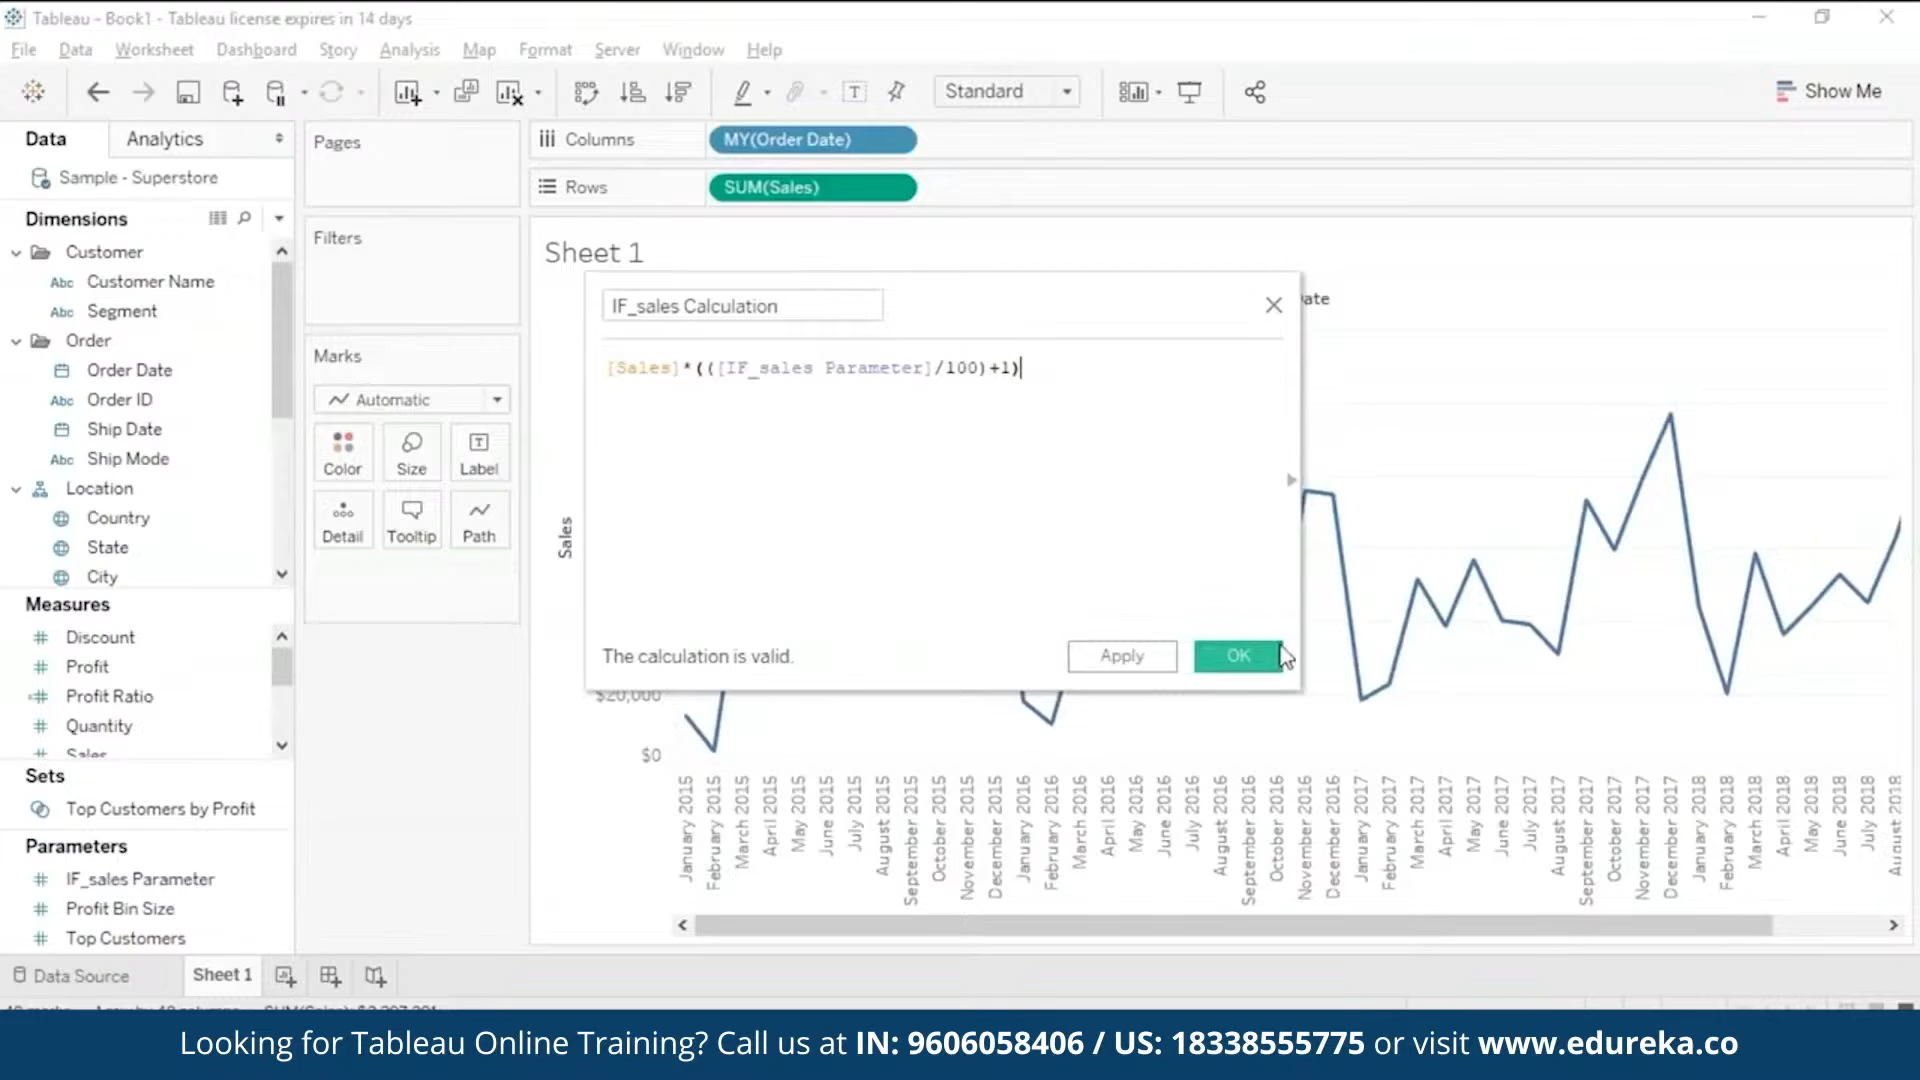 Tableau - Book1 - Tableau license expires in 14 days
File Data Worksheet Dashboard Story Analysis Map Format Server Window Help
Standard
Show Me
Data Analytics
Sample - Superstore
Dimensions
Customer
Abc Customer Name
Abc Segment
Order
Order Date
Abc Order ID
Ship Date
Abc Ship Mode
Location
Country
State
City
Measures
Discount
Profit
Profit Ratio
Quantity
Sales
Sets
Top Customers by Profit
Parameters
IF_sales Parameter
Profit Bin Size
Top Customers
Pages
Filters
Marks
Automatic
Color Size Label
Detail Tooltip Path
Columns MY(Order Date)
Rows SUM(Sales)
Sheet 1
ate
IF_sales Calculation
[Sales]*(([IF_sales Parameter]/100)+1)
The calculation is valid.
Apply OK
Sales
$20,000
$0
January 2015
February 2015
March 2015
April 2015
May 2015
June 2015
July 2015
August 2015
September 2015
October 2015
November 2015
December 2015
January 2016
February 2016
March 2016
April 2016
May 2016
June 2016
July 2016
August 2016
September 2016
October 2016
November 2016
December 2016
January 2017
February 2017
March 2017
April 2017
May 2017
June 2017
July 2017
August 2017
September 2017
October 2017
November 2017
December 2017
January 2018
February 2018
March 2018
April 2018
May 2018
June 2018
July 2018
August 2018
Data Source Sheet 1
Looking for Tableau Online Training? Call us at IN: 9606058406 / US: 18338555775 or visit www.edureka.co